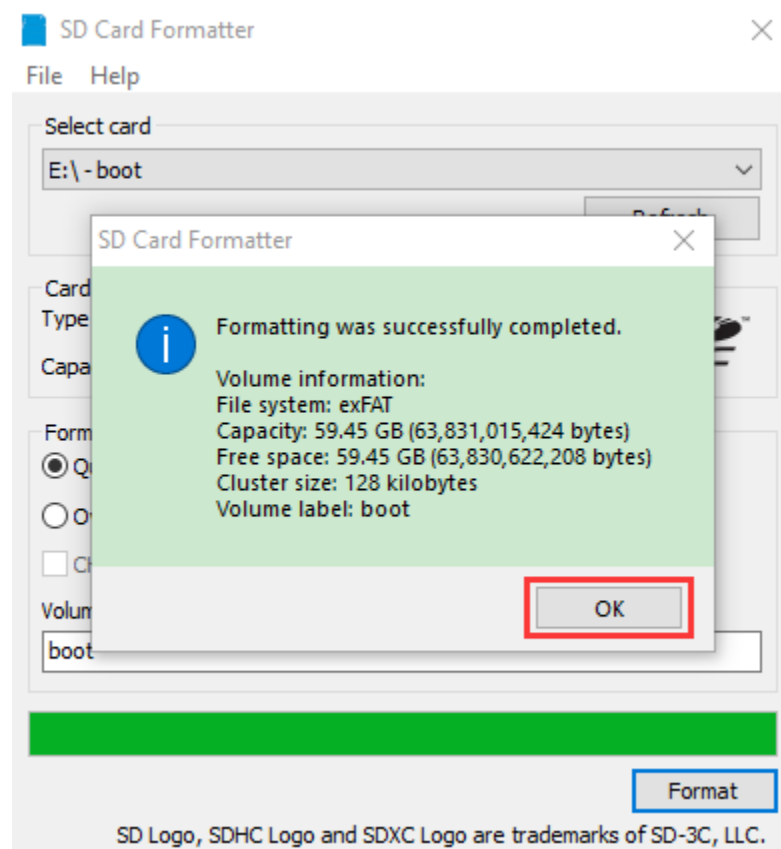 SD Card Formatter
File Help
Select card
E:\ - boot
Refresh
SD Card Formatter
Card
Type
Formatting was successfully completed.
Volume information:
File system: exFAT
Capacity: 59.45 GB (63,831,015,424 bytes)
Free space: 59.45 GB (63,830,622,208 bytes)
Cluster size: 128 kilobytes
Volume label: boot
OK
boot
Format
SD Logo, SDHC Logo and SDXC Logo are trademarks of SD-3C, LLC.